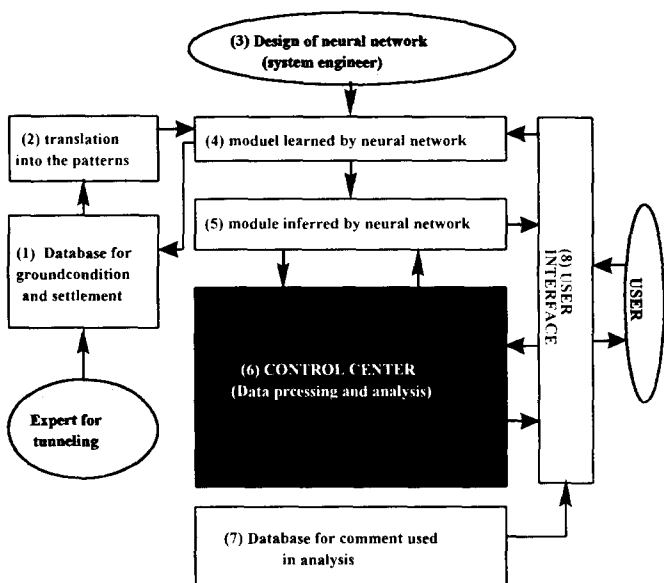 (3) Design of neural network
(system engineer)
(2) translation
into the patterns
(4) moduel learned by neural network
(5) module inferred by neural network
(1) Database for
groundcondition
and settlement
(6) CONTROL CENTER
(Data prcessing and analysis)
(8) USER
INTERFACE
USER
Expert for
tunneling
(7) Database for comment used
in analysis